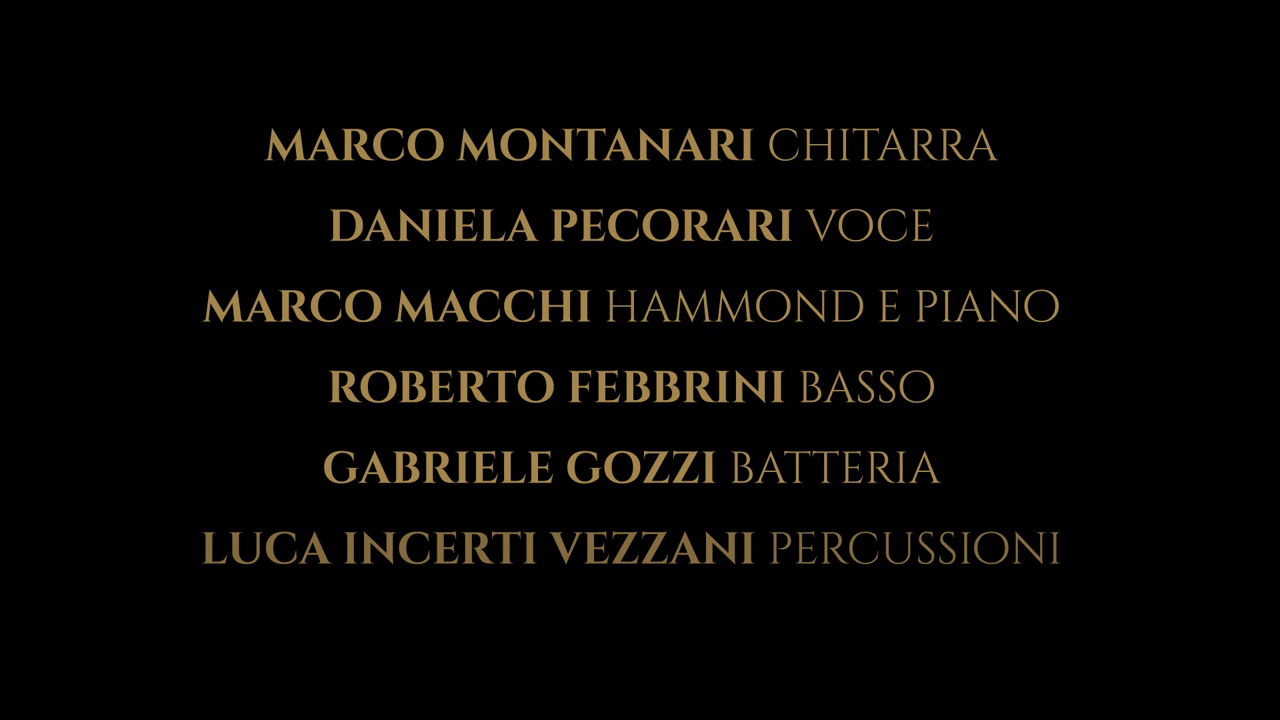 MARCO MONTANARI CHITARRA
DANIELA PECORARI VOCE
MARCO MACCHI HAMMOND E PIANO
ROBERTO FEBBRINI BASSO
GABRIELE GOZZI BATTERIA
LUCA INCERTI VEZZANI PERCUSSIONI